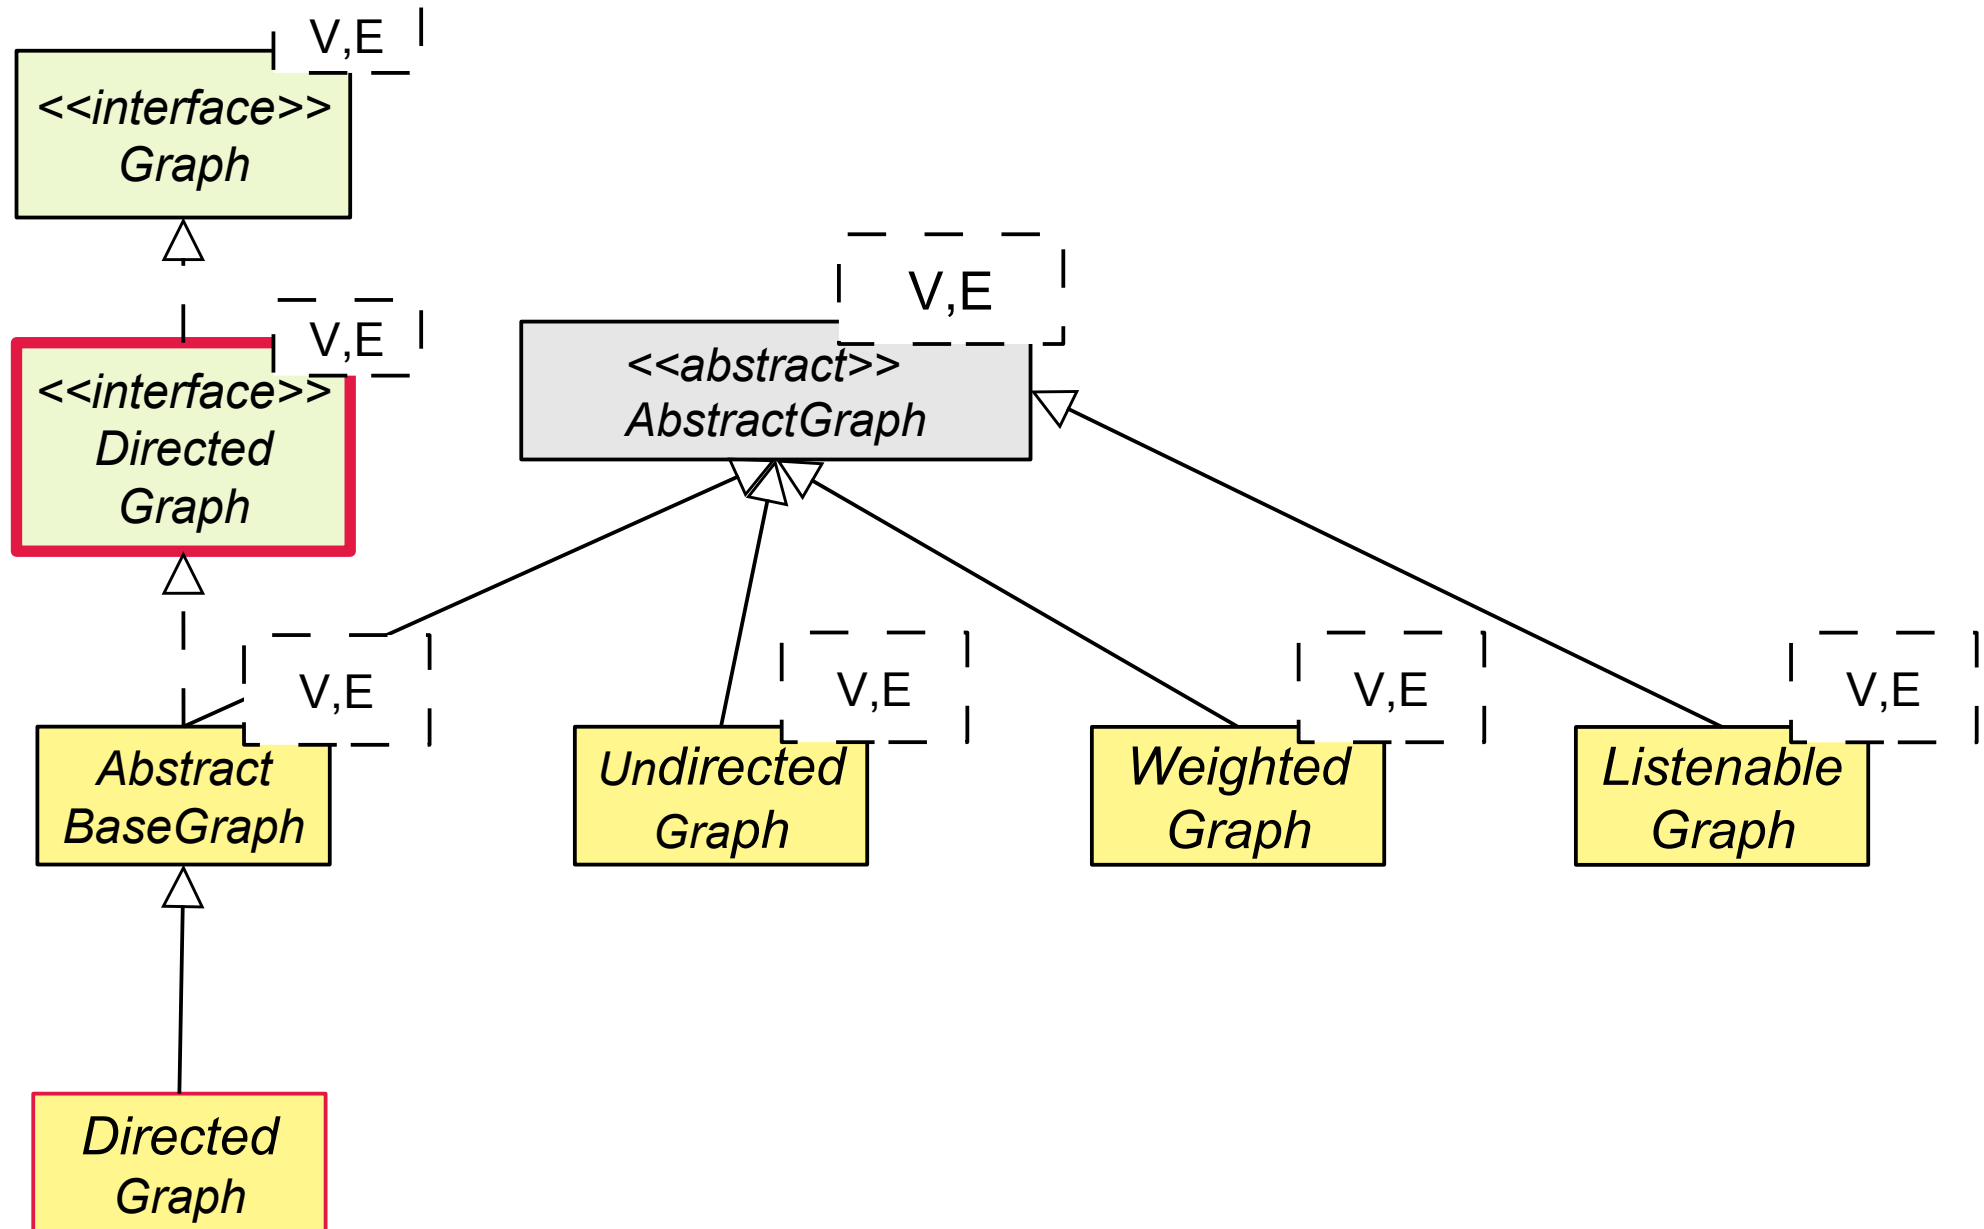 V,E
<<interface>>
Graph
V,E
<<interface>>
Directed
Graph
V,E
<<abstract>>
AbstractGraph
V,E
Abstract
BaseGraph
V,E
Undirected
Graph
V,E
Weighted
Graph
V,E
Listenable
Graph
Directed
Graph